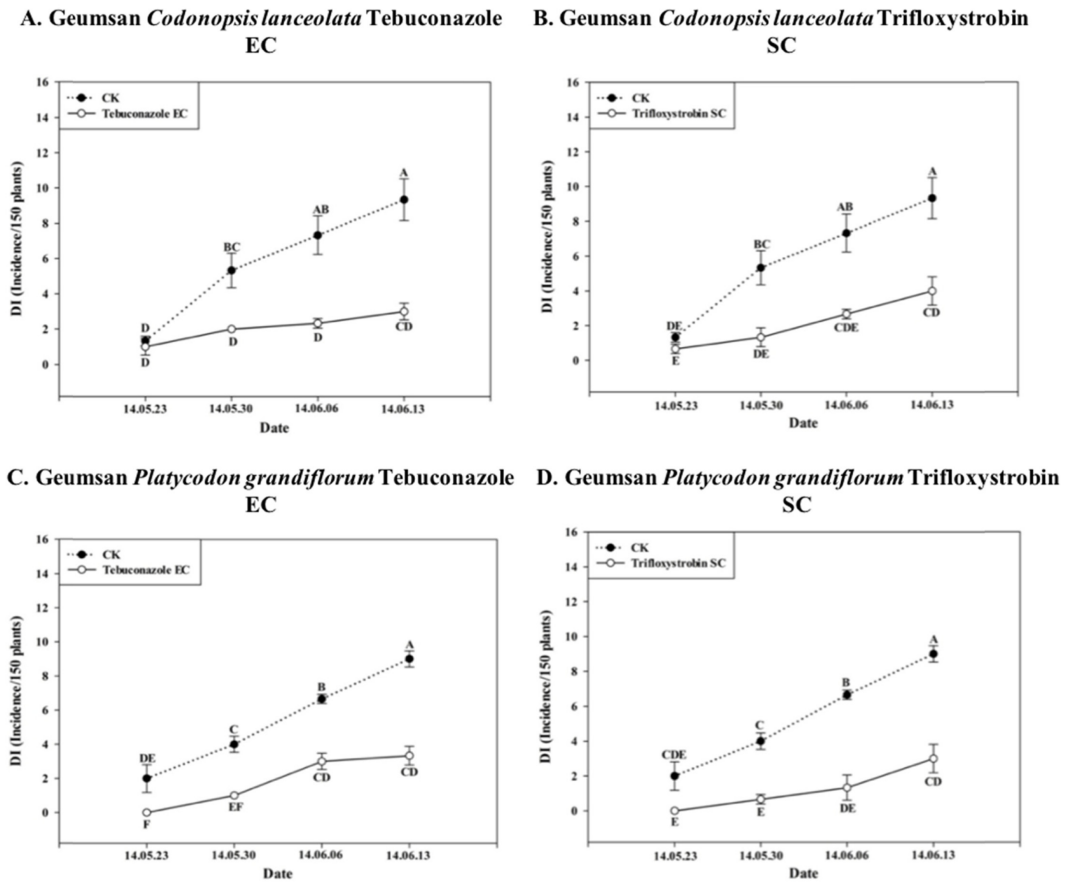 A. Geumsan Codonopsis lanceolata Tebuconazole
EC
16
14
12
10
8
6
4
2
0
DI (Incidence/150 plants)
CK
Tebuconazole EC
D
BC
AB
A
D
D
D
CD
14.05.23
14.05.30
14.06.06
14.06.13
Date
B. Geumsan Codonopsis lanceolata Trifloxystrobin
SC
16
14
12
10
8
6
4
2
0
DI (Incidence/150 plants)
CK
Trifloxystrobin SC
DE
BC
AB
A
E
DE
CDE
CD
14.05.23
14.05.30
14.06.06
14.06.13
Date
C. Geumsan Platycodon grandiflorum Tebuconazole
EC
16
14
12
10
8
6
4
2
0
DI (Incidence/150 plants)
CK
Tebuconazole EC
DE
C
B
A
F
EF
CD
CD
14.05.23
14.05.30
14.06.06
14.06.13
Date
D. Geumsan Platycodon grandiflorum Trifloxystrobin
SC
16
14
12
10
8
6
4
2
0
DI (Incidence/150 plants)
CK
Trifloxystrobin SC
CDE
C
B
A
E
E
DE
CD
14.05.23
14.05.30
14.06.06
14.06.13
Date